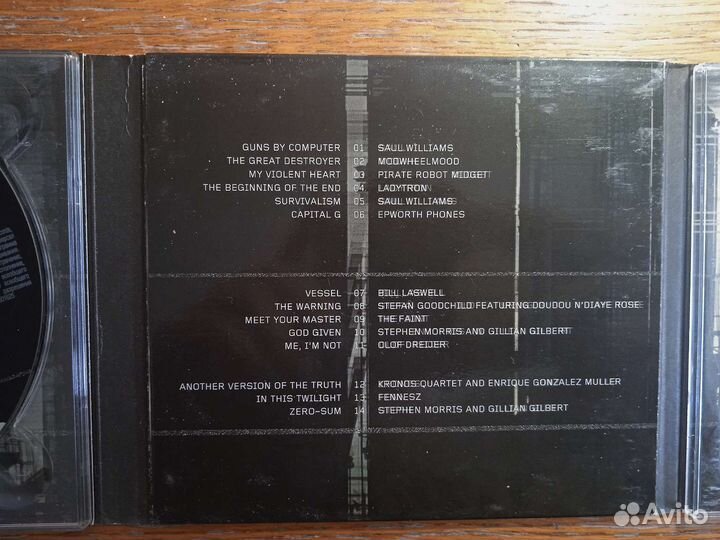 GUNS BY COMPUTER 01 SAUL WILLIAMS
THE GREAT DESTROYER 02 MODWHEELMOOD
MY VIOLENT HEART 03 PIRATE ROBOT MIDGET
THE BEGINNING OF THE END 04 LADYTRON
SURVIVALISM 05 SAUL WILLIAMS
CAPITAL G 06 EPWORTH PHONES
VESSEL 07 BILL LASWELL
THE WARNING 08 STEFAN GOODCHILD FEATURING DOUDOU N'DIAYE ROSE
MEET YOUR MASTER 09 THE FAINT
GOD GIVEN 10 STEPHEN MORRIS AND GILLIAN GILBERT
ME, I'M NOT 11 OLOF DREIJER
ANOTHER VERSION OF THE TRUTH 12 KRONOS QUARTET AND ENRIQUE GONZALEZ MULLER
IN THIS TWILIGHT 13 FENNESZ
ZERO-SUM 14 STEPHEN MORRIS AND GILLIAN GILBERT
Avito